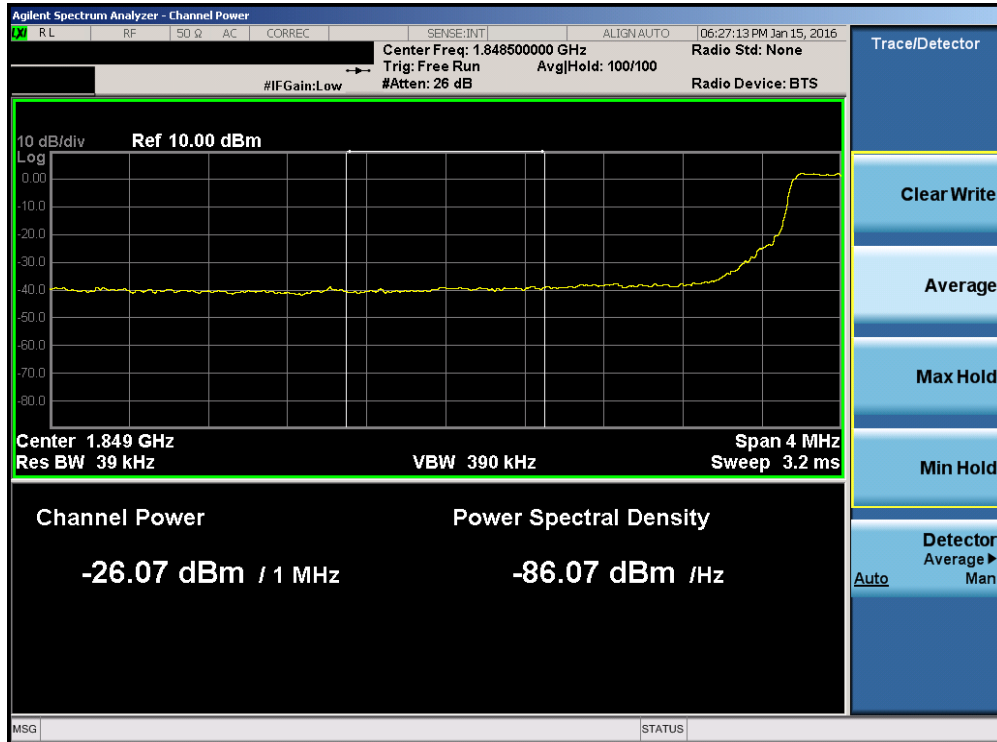 Agilent Spectrum Analyzer - Channel Power
LXI RL RF 50 Ω AC CORREC SENSE:INT ALIGNAUTO 06:27:13 PM Jan 15, 2016
Center Freq: 1.848500000 GHz Radio Std: None
Trig: Free Run Avg|Hold: 100/100
#IFGain:Low #Atten: 26 dB Radio Device: BTS
10 dB/div Ref 10.00 dBm
Log
0.00
-10.0
-20.0
-30.0
-40.0
-50.0
-60.0
-70.0
-80.0
Center 1.849 GHz Span 4 MHz
Res BW 39 kHz VBW 390 kHz Sweep 3.2 ms
Channel Power Power Spectral Density
-26.07 dBm / 1 MHz -86.07 dBm /Hz
MSG STATUS
Trace/Detector
Clear Write
Average
Max Hold
Min Hold
Detector
Average▶
Auto Man